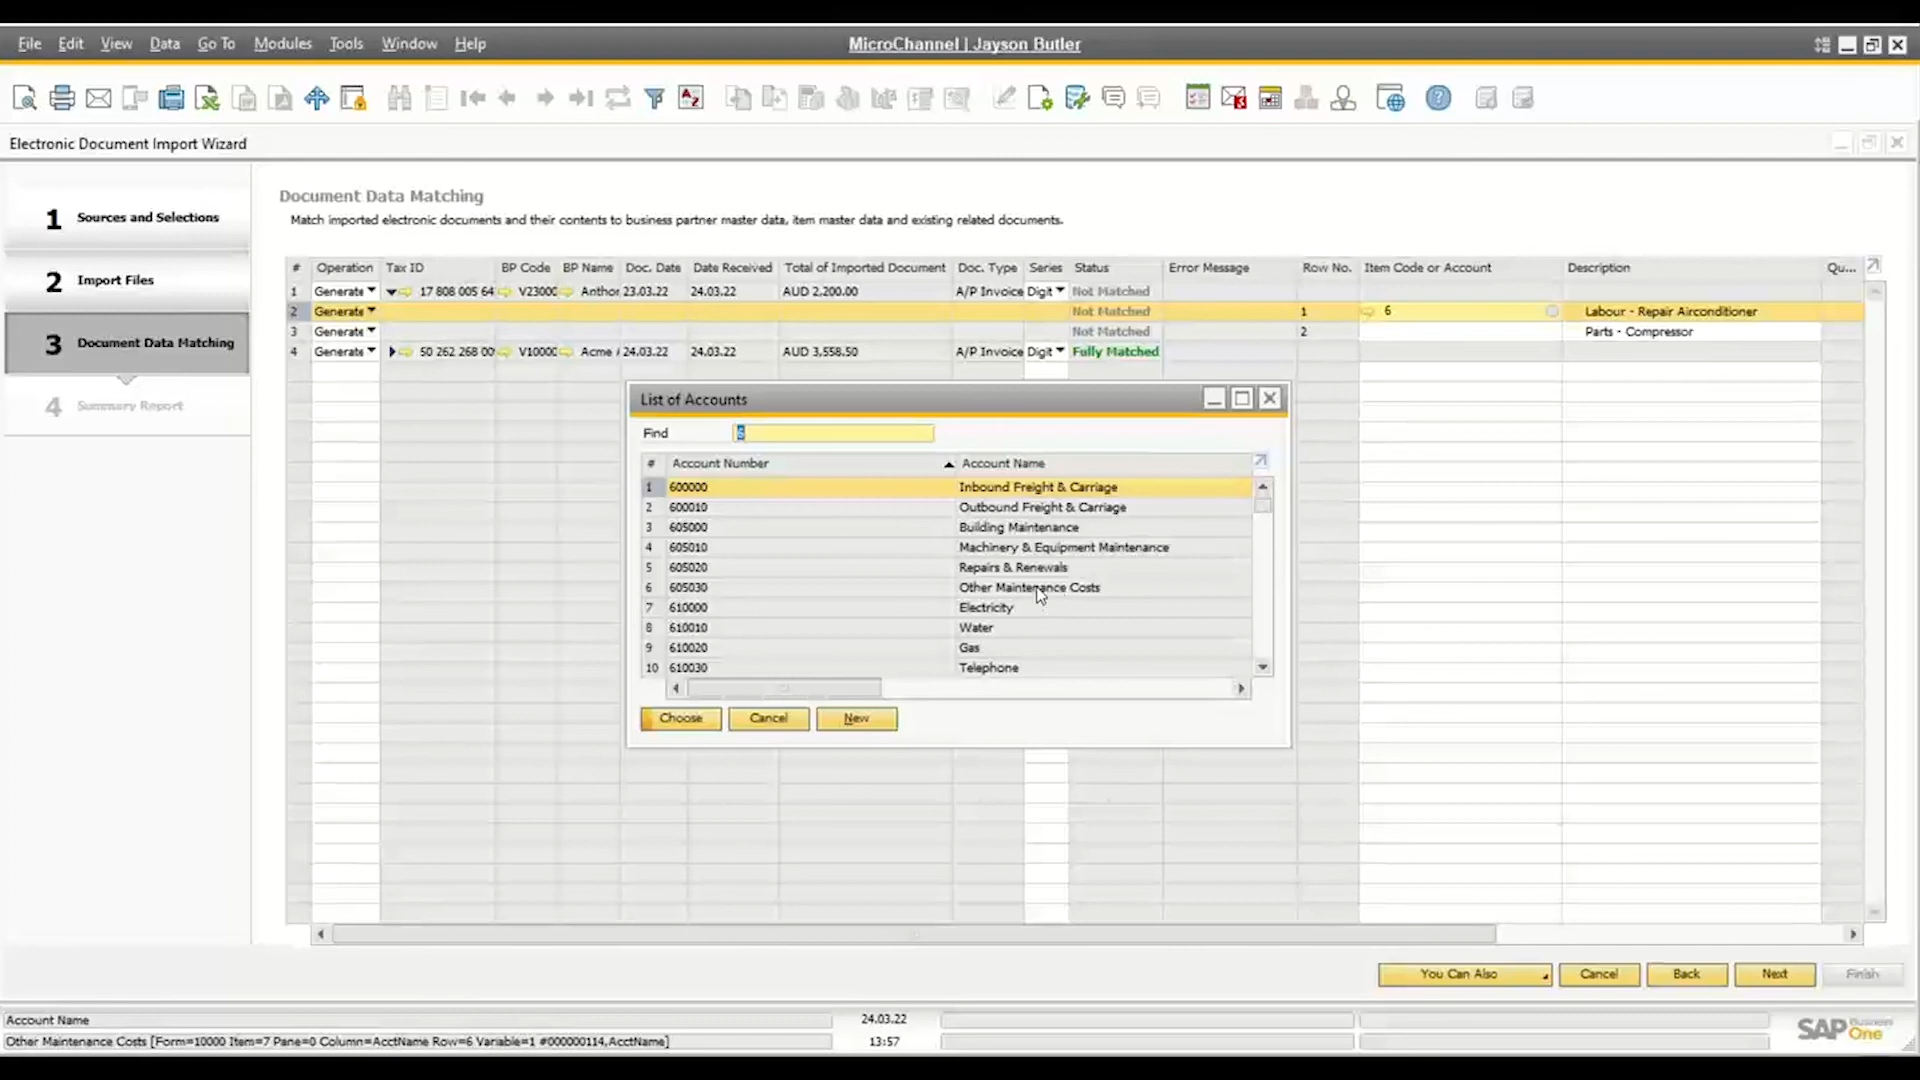 File Edit View Data Go To Modules Tools Window Help MicroChannel | Jayson Butler
Electronic Document Import Wizard
1 Sources and Selections
2 Import Files
3 Document Data Matching
4 Summary Report
Document Data Matching
Match imported electronic documents and their contents to business partner master data, item master data and existing related documents.
# Operation Tax ID BP Code BP Name Doc. Date Date Received Total of Imported Document Doc. Type Series Status Error Message Row No. Item Code or Account Description Qu...
1 Generate 17 808 005 64 V23000 Anthor 23.03.22 24.03.22 AUD 2,200.00 A/P Invoice Digit Not Matched
2 Generate Not Matched 1 6 Labour - Repair Airconditioner
3 Generate Not Matched 2 Parts - Compressor
4 Generate 50 262 268 00 V10000 Acme 24.03.22 24.03.22 AUD 3,558.50 A/P Invoice Digit Fully Matched
List of Accounts
Find 6
# Account Number Account Name
1 600000 Inbound Freight & Carriage
2 600010 Outbound Freight & Carriage
3 605000 Building Maintenance
4 605010 Machinery & Equipment Maintenance
5 605020 Repairs & Renewals
6 605030 Other Maintenance Costs
7 610000 Electricity
8 610010 Water
9 610020 Gas
10 610030 Telephone
Choose Cancel New
You Can Also Cancel Back Next Finish
Account Name 24.03.22
Other Maintenance Costs [Form=10000 Item=7 Pane=0 Column=AcctName Row=6 Variable=1 #000000114,AcctName] 13:57
SAP Business One